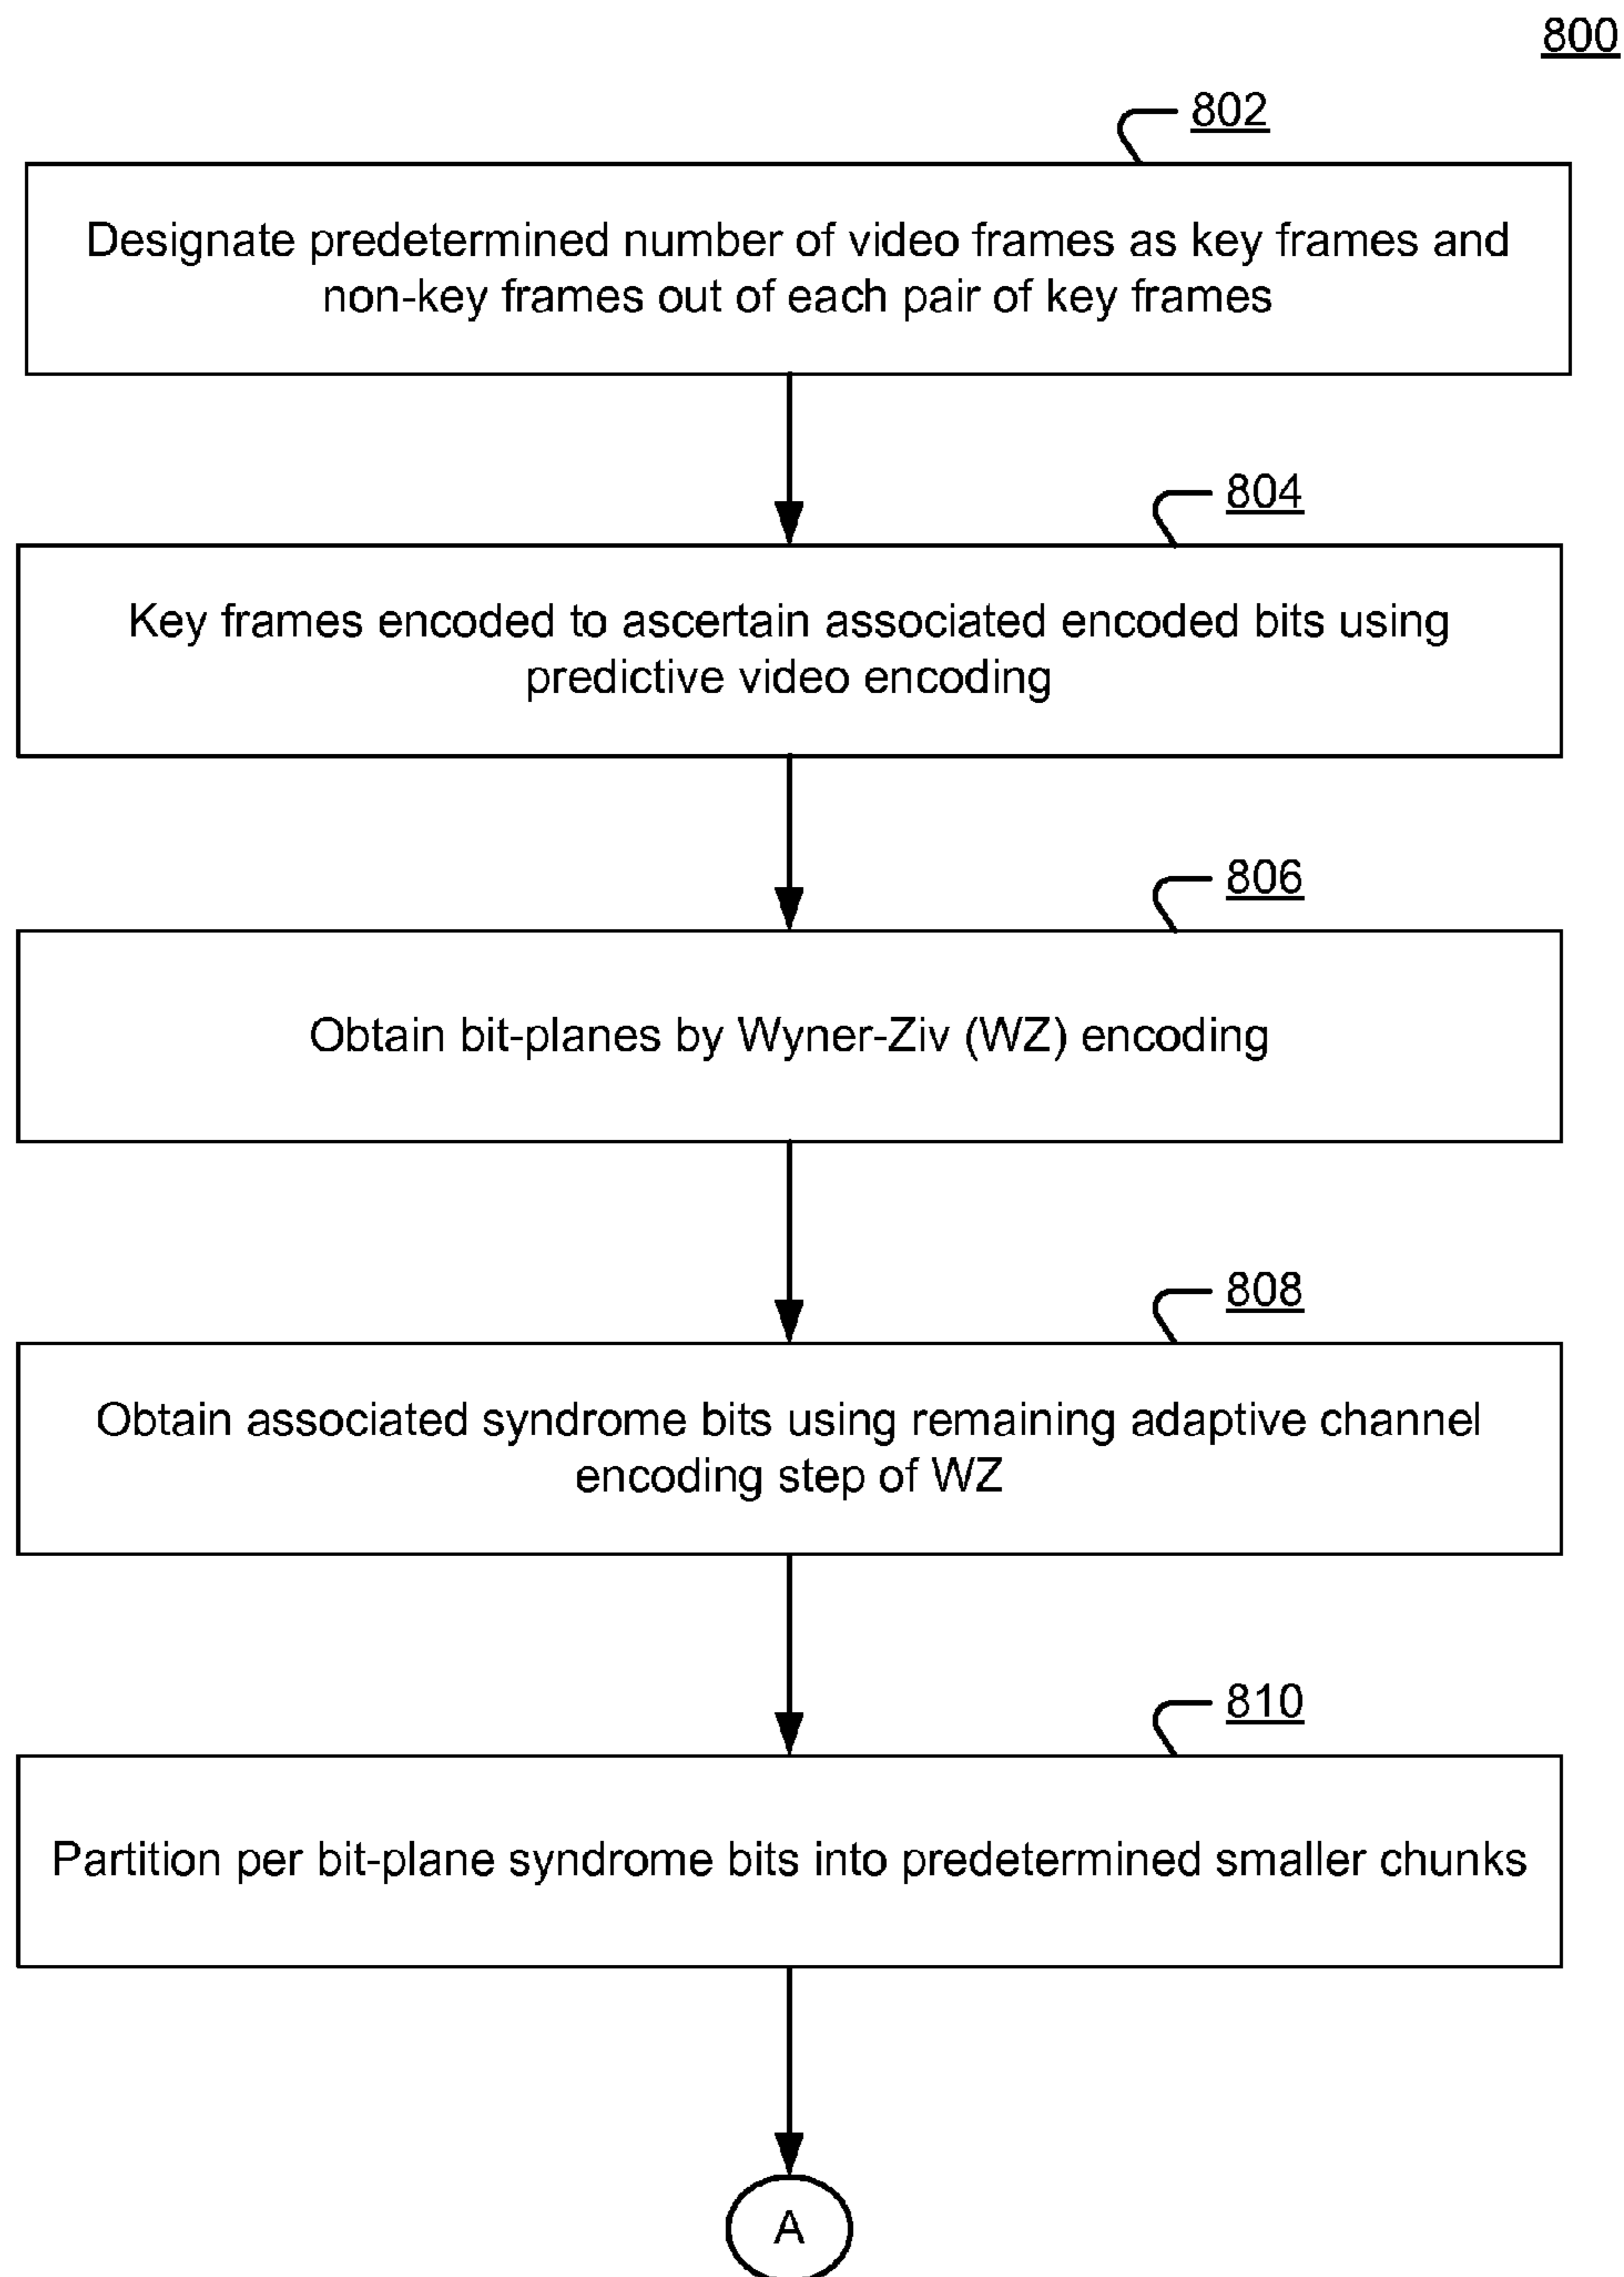 800
802
Designate predetermined number of video frames as key frames and
non-key frames out of each pair of key frames
804
Key frames encoded to ascertain associated encoded bits using
predictive video encoding
806
Obtain bit-planes by Wyner-Ziv (WZ) encoding
808
Obtain associated syndrome bits using remaining adaptive channel
encoding step of WZ
810
Partition per bit-plane syndrome bits into predetermined smaller chunks
A